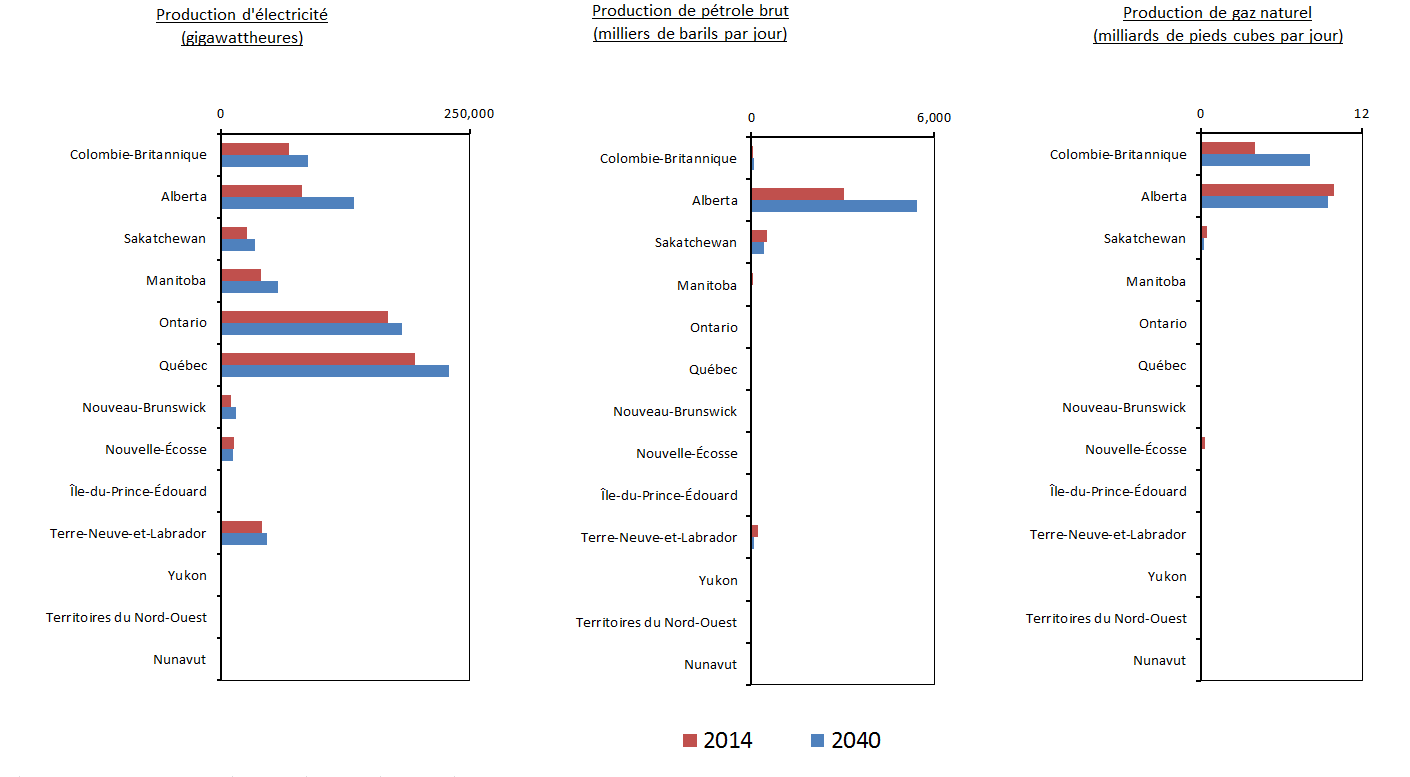 Production d'électricité
(gigawattheures)
0 250,000
Colombie-Britannique
Alberta
Sakatchewan
Manitoba
Ontario
Québec
Nouveau-Brunswick
Nouvelle-Écosse
Île-du-Prince-Édouard
Terre-Neuve-et-Labrador
Yukon
Territoires du Nord-Ouest
Nunavut
Production de pétrole brut
(milliers de barils par jour)
0 6,000
Colombie-Britannique
Alberta
Sakatchewan
Manitoba
Ontario
Québec
Nouveau-Brunswick
Nouvelle-Écosse
Île-du-Prince-Édouard
Terre-Neuve-et-Labrador
Yukon
Territoires du Nord-Ouest
Nunavut
Production de gaz naturel
(milliards de pieds cubes par jour)
0 12
Colombie-Britannique
Alberta
Sakatchewan
Manitoba
Ontario
Québec
Nouveau-Brunswick
Nouvelle-Écosse
Île-du-Prince-Édouard
Terre-Neuve-et-Labrador
Yukon
Territoires du Nord-Ouest
Nunavut
2014 2040